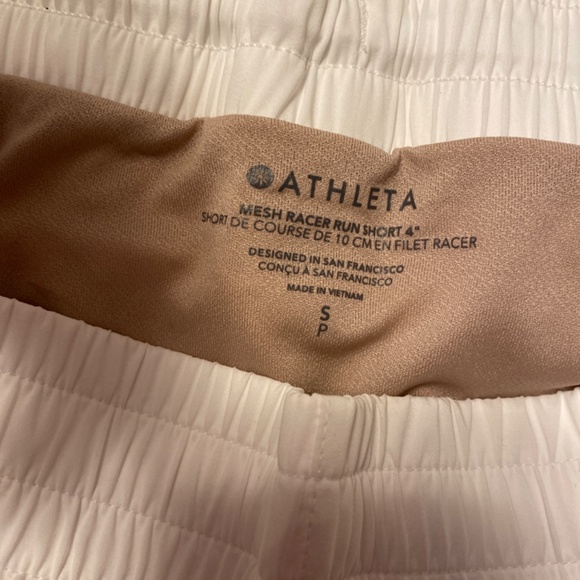 ATHLETA
MESH RACER RUN SHORT 4"
SHORT DE COURSE DE 10 CM EN FILET RACER
DESIGNED IN SAN FRANCISCO
CONÇU À SAN FRANCISCO
MADE IN VIETNAM
S
P